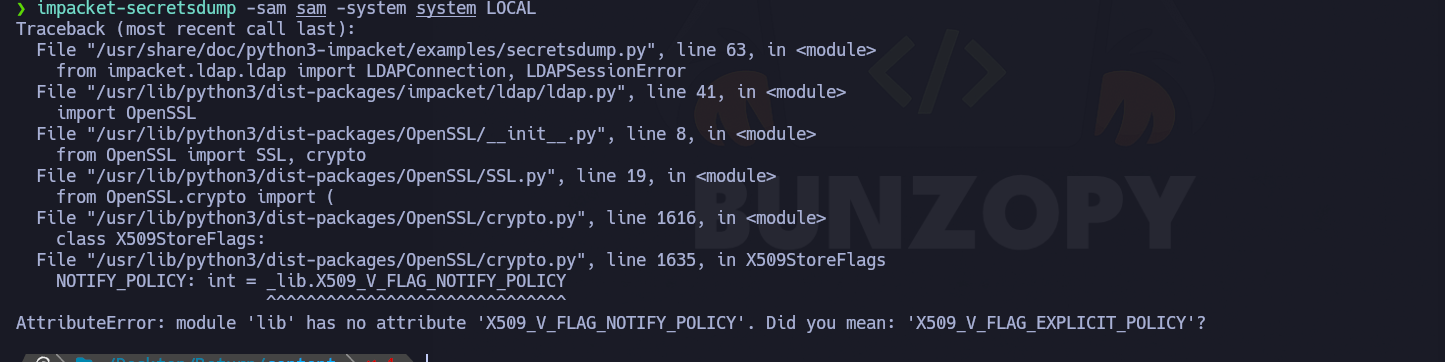 ❯ impacket-secretsdump -sam sam -system system LOCAL
Traceback (most recent call last):
  File "/usr/share/doc/python3-impacket/examples/secretsdump.py", line 63, in <module>
    from impacket.ldap.ldap import LDAPConnection, LDAPSessionError
  File "/usr/lib/python3/dist-packages/impacket/ldap/ldap.py", line 41, in <module>
    import OpenSSL
  File "/usr/lib/python3/dist-packages/OpenSSL/__init__.py", line 8, in <module>
    from OpenSSL import SSL, crypto
  File "/usr/lib/python3/dist-packages/OpenSSL/SSL.py", line 19, in <module>
    from OpenSSL.crypto import (
  File "/usr/lib/python3/dist-packages/OpenSSL/crypto.py", line 1616, in <module>
    class X509StoreFlags:
  File "/usr/lib/python3/dist-packages/OpenSSL/crypto.py", line 1635, in X509StoreFlags
    NOTIFY_POLICY: int = _lib.X509_V_FLAG_NOTIFY_POLICY
                         ^^^^^^^^^^^^^^^^^^^^^^^^^^^^^^
AttributeError: module 'lib' has no attribute 'X509_V_FLAG_NOTIFY_POLICY'. Did you mean: 'X509_V_FLAG_EXPLICIT_POLICY'?
</>
BUNZOPY